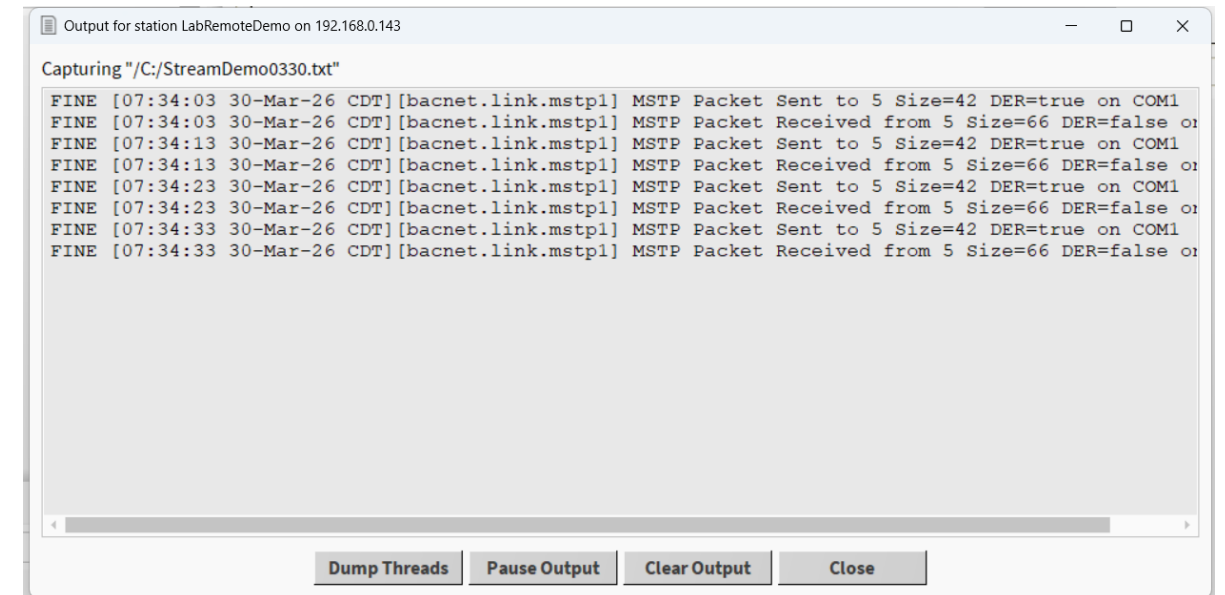 Output for station LabRemoteDemo on 192.168.0.143
Capturing "/C:/StreamDemo0330.txt"
FINE [07:34:03 30-Mar-26 CDT][bacnet.link.mstp1] MSTP Packet Sent to 5 Size=42 DER=true on COM1
FINE [07:34:03 30-Mar-26 CDT][bacnet.link.mstp1] MSTP Packet Received from 5 Size=66 DER=false
FINE [07:34:13 30-Mar-26 CDT][bacnet.link.mstp1] MSTP Packet Sent to 5 Size=42 DER=true on COM1
FINE [07:34:13 30-Mar-26 CDT][bacnet.link.mstp1] MSTP Packet Received from 5 Size=66 DER=false
FINE [07:34:23 30-Mar-26 CDT][bacnet.link.mstp1] MSTP Packet Sent to 5 Size=42 DER=true on COM1
FINE [07:34:23 30-Mar-26 CDT][bacnet.link.mstp1] MSTP Packet Received from 5 Size=66 DER=false
FINE [07:34:33 30-Mar-26 CDT][bacnet.link.mstp1] MSTP Packet Sent to 5 Size=42 DER=true on COM1
FINE [07:34:33 30-Mar-26 CDT][bacnet.link.mstp1] MSTP Packet Received from 5 Size=66 DER=false
Dump Threads Pause Output Clear Output Close